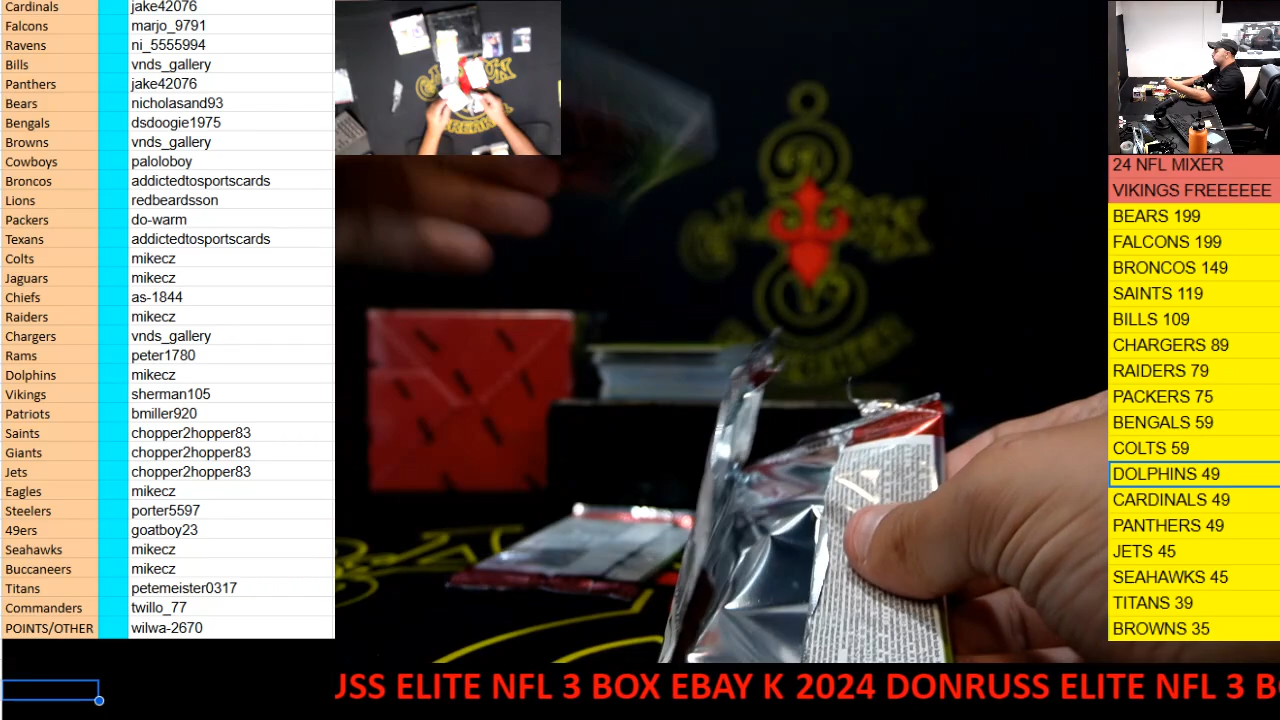 Cardinals jake42076
Falcons marjo_9791
Ravens ni_5555994
Bills vnds_gallery
Panthers jake42076
Bears nicholasand93
Bengals dsdoogie1975
Browns vnds_gallery
Cowboys paloloboy
Broncos addictedtosportscards
Lions redbeardsson
Packers do-warm
Texans addictedtosportscards
Colts mikecz
Jaguars mikecz
Chiefs as-1844
Raiders mikecz
Chargers vnds_gallery
Rams peter1780
Dolphins mikecz
Vikings sherman105
Patriots bmiller920
Saints chopper2hopper83
Giants chopper2hopper83
Jets chopper2hopper83
Eagles mikecz
Steelers porter5597
49ers goatboy23
Seahawks mikecz
Buccaneers mikecz
Titans petemeister0317
Commanders twillo_77
POINTS/OTHER wilwa-2670
24 NFL MIXER
VIKINGS FREEEEEE
BEARS 199
FALCONS 199
BRONCOS 149
SAINTS 119
BILLS 109
CHARGERS 89
RAIDERS 79
PACKERS 75
BENGALS 59
COLTS 59
DOLPHINS 49
CARDINALS 49
PANTHERS 49
JETS 45
SEAHAWKS 45
TITANS 39
BROWNS 35
JSS ELITE NFL 3 BOX EBAY K 2024 DONRUSS ELITE NFL 3 B